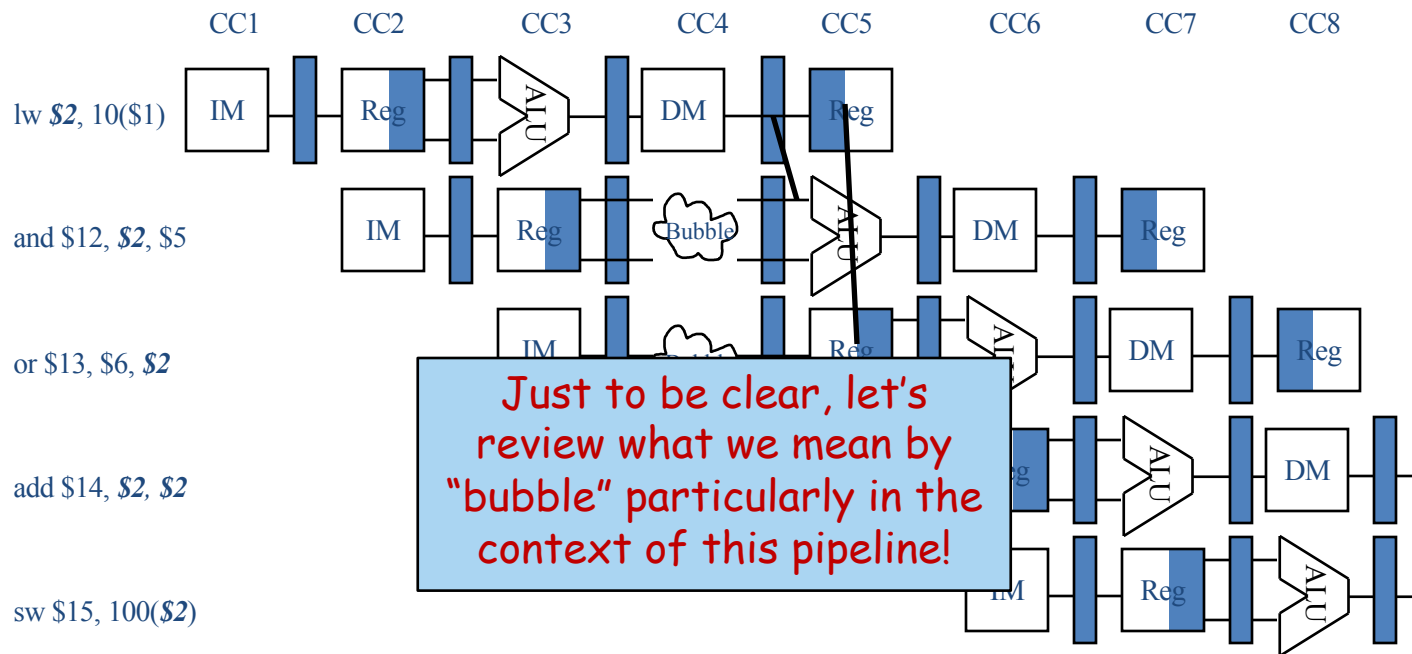 CC1 CC2 CC3 CC4 CC5 CC6 CC7 CC8
lw $2, 10($1) IM Reg ALU DM Reg
and $12, $2, $5 IM Reg Bubble ALU DM Reg
or $13, $6, $2 IM Reg DM Reg
Just to be clear, let’s
review what we mean by
“bubble” particularly in the
context of this pipeline!
add $14, $2, $2 ALU DM
sw $15, 100($2) IM Reg ALU